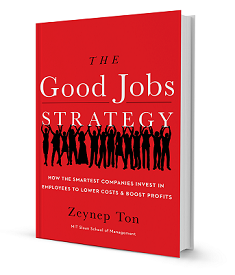 THE
Good Jobs
STRATEGY
HOW THE SMARTEST COMPANIES INVEST IN
EMPLOYEES TO LOWER COSTS & BOOST PROFITS
Zeynep Ton
MIT Sloan School of Management